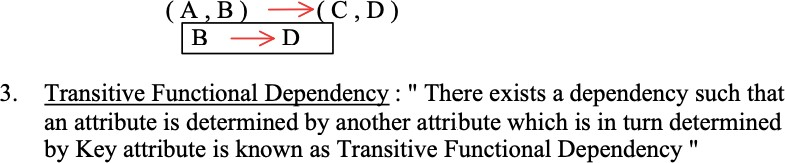 ( A , B ) → ( C , D )
B → D
3. Transitive Functional Dependency : " There exists a dependency such that
an attribute is determined by another attribute which is in turn determined
by Key attribute is known as Transitive Functional Dependency "